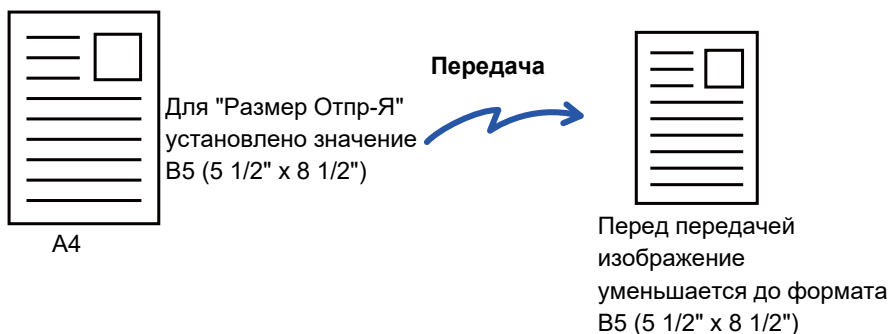 Передача
Для "Размер Отпр-Я"
установлено значение
B5 (5 1/2" x 8 1/2")
A4
Перед передачей
изображение
уменьшается до формата
B5 (5 1/2" x 8 1/2")